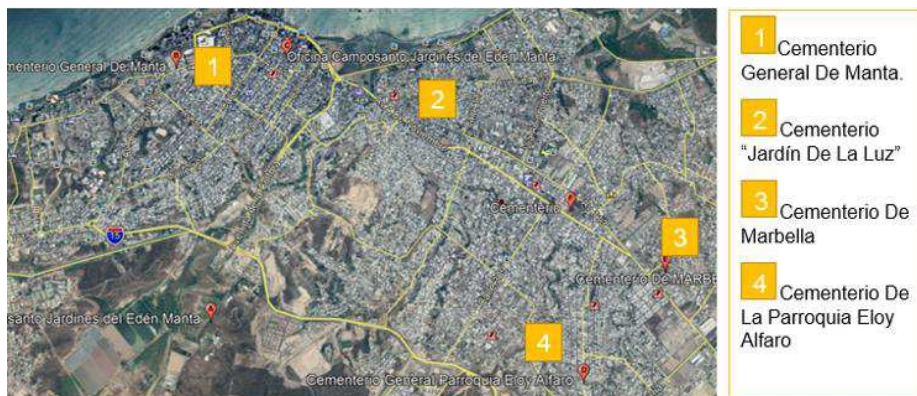 menterio General De Manta
1
Oficina Camposanto Jardines del Edén Manta
2
Cementerio
15
3
Cementerio De MARBE
santo Jardines del Edén Manta
4
Cementerio General Parroquia Eloy Alfaro
1 Cementerio
General De Manta.
2 Cementerio
“Jardín De La Luz”
3 Cementerio De
Marbella
4 Cementerio De
La Parroquia Eloy
Alfaro